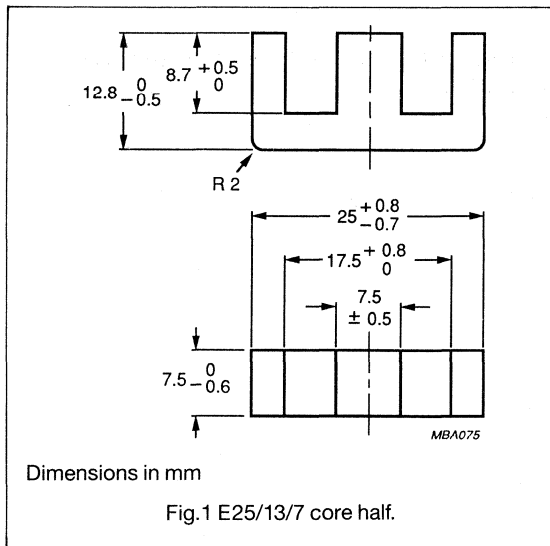 12.8 0 −0.5
8.7 +0.5 0
R 2
25 +0.8 −0.7
17.5 +0.8 0
7.5 ± 0.5
7.5 0 −0.6
MBA075
Dimensions in mm
Fig.1 E25/13/7 core half.